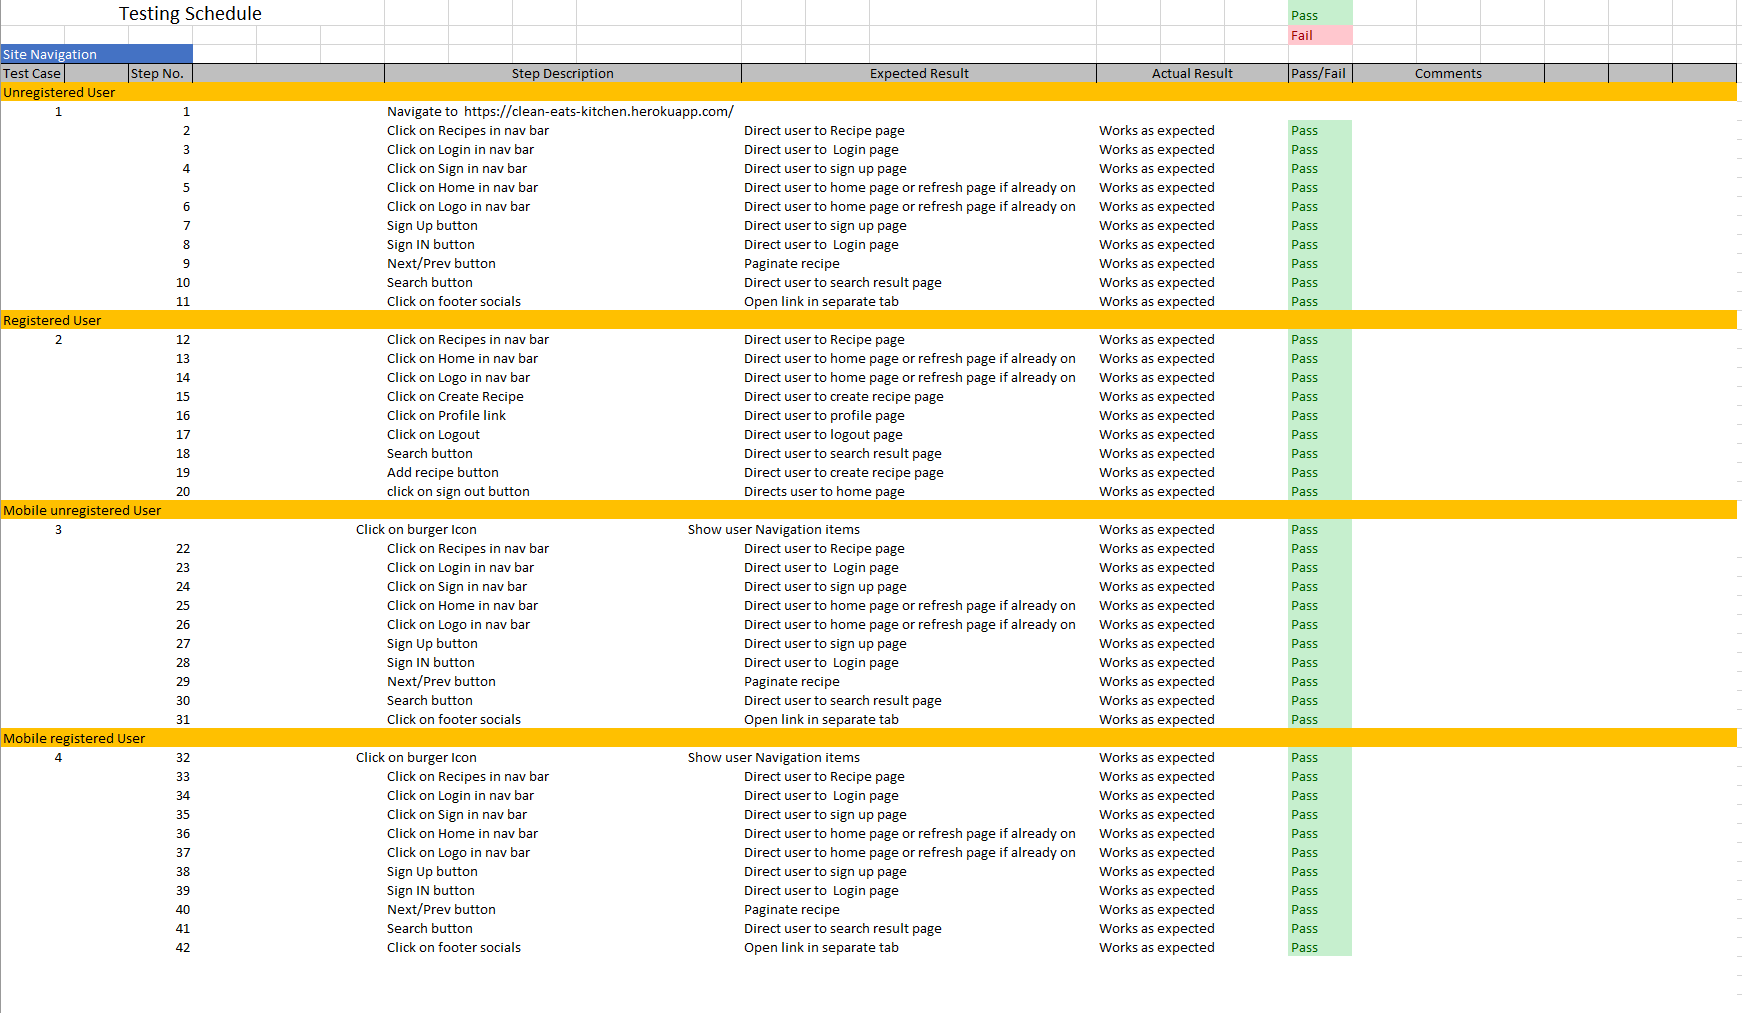 Testing Schedule Pass
Fail
Site Navigation
Test Case Step No. Step Description Expected Result Actual Result Pass/Fail Comments
Unregistered User
1 1 Navigate to  https://clean-eats-kitchen.herokuapp.com/
2 Click on Recipes in nav bar Direct user to Recipe page Works as expected Pass
3 Click on Login in nav bar Direct user to  Login page Works as expected Pass
4 Click on Sign in nav bar Direct user to sign up page Works as expected Pass
5 Click on Home in nav bar Direct user to home page or refresh page if already on Works as expected Pass
6 Click on Logo in nav bar Direct user to home page or refresh page if already on Works as expected Pass
7 Sign Up button Direct user to sign up page Works as expected Pass
8 Sign IN button Direct user to  Login page Works as expected Pass
9 Next/Prev button Paginate recipe Works as expected Pass
10 Search button Direct user to search result page Works as expected Pass
11 Click on footer socials Open link in separate tab Works as expected Pass
Registered User
2 12 Click on Recipes in nav bar Direct user to Recipe page Works as expected Pass
13 Click on Home in nav bar Direct user to home page or refresh page if already on Works as expected Pass
14 Click on Logo in nav bar Direct user to home page or refresh page if already on Works as expected Pass
15 Click on Create Recipe Direct user to create recipe page Works as expected Pass
16 Click on Profile link Direct user to profile page Works as expected Pass
17 Click on Logout Direct user to logout page Works as expected Pass
18 Search button Direct user to search result page Works as expected Pass
19 Add recipe button Direct user to create recipe page Works as expected Pass
20 click on sign out button Directs user to home page Works as expected Pass
Mobile unregistered User
3 Click on burger Icon Show user Navigation items Works as expected Pass
22 Click on Recipes in nav bar Direct user to Recipe page Works as expected Pass
23 Click on Login in nav bar Direct user to  Login page Works as expected Pass
24 Click on Sign in nav bar Direct user to sign up page Works as expected Pass
25 Click on Home in nav bar Direct user to home page or refresh page if already on Works as expected Pass
26 Click on Logo in nav bar Direct user to home page or refresh page if already on Works as expected Pass
27 Sign Up button Direct user to sign up page Works as expected Pass
28 Sign IN button Direct user to  Login page Works as expected Pass
29 Next/Prev button Paginate recipe Works as expected Pass
30 Search button Direct user to search result page Works as expected Pass
31 Click on footer socials Open link in separate tab Works as expected Pass
Mobile registered User
4 32 Click on burger Icon Show user Navigation items Works as expected Pass
33 Click on Recipes in nav bar Direct user to Recipe page Works as expected Pass
34 Click on Login in nav bar Direct user to  Login page Works as expected Pass
35 Click on Sign in nav bar Direct user to sign up page Works as expected Pass
36 Click on Home in nav bar Direct user to home page or refresh page if already on Works as expected Pass
37 Click on Logo in nav bar Direct user to home page or refresh page if already on Works as expected Pass
38 Sign Up button Direct user to sign up page Works as expected Pass
39 Sign IN button Direct user to  Login page Works as expected Pass
40 Next/Prev button Paginate recipe Works as expected Pass
41 Search button Direct user to search result page Works as expected Pass
42 Click on footer socials Open link in separate tab Works as expected Pass